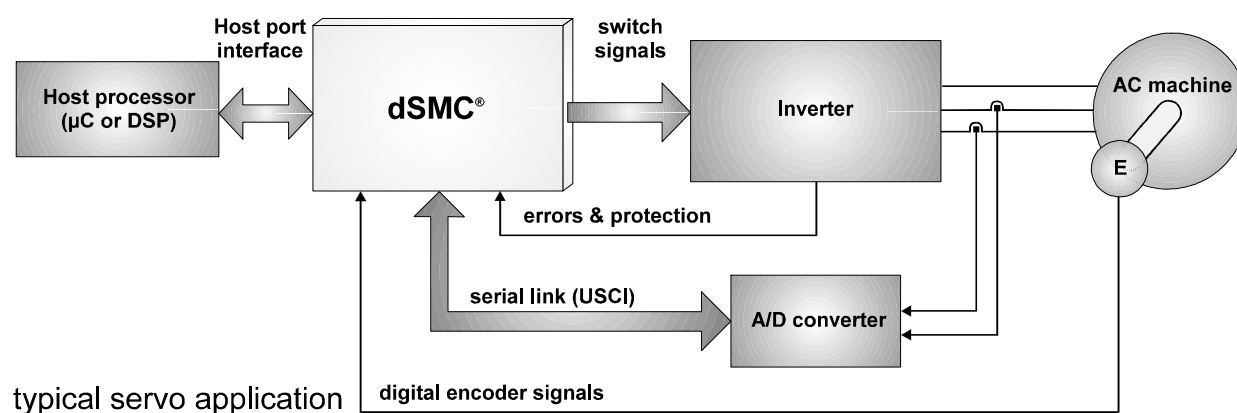 Host port
interface
switch
signals
Host processor
(µC or DSP)
dSMC®
Inverter
AC machine
E
errors & protection
serial link (USCI)
A/D converter
digital encoder signals
typical servo application